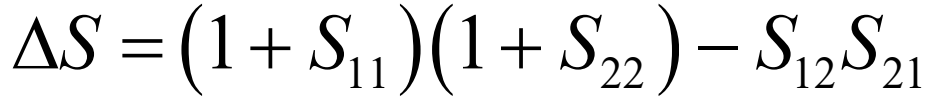 ΔS = (1 + S₁₁)(1 + S₂₂) − S₁₂S₂₁